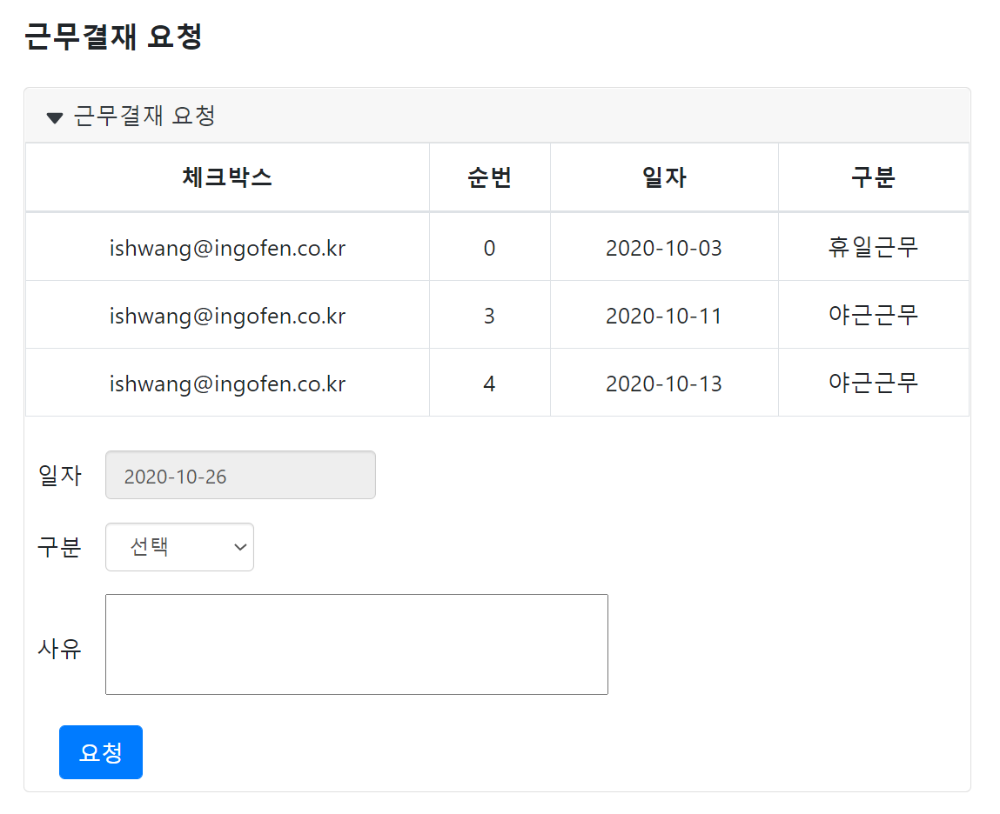 근무결재 요청
근무결재 요청
체크박스 순번 일자 구분
ishwang@ingofen.co.kr 0 2020-10-03 휴일근무
ishwang@ingofen.co.kr 3 2020-10-11 야근근무
ishwang@ingofen.co.kr 4 2020-10-13 야근근무
일자 2020-10-26
구분 선택
사유
요청